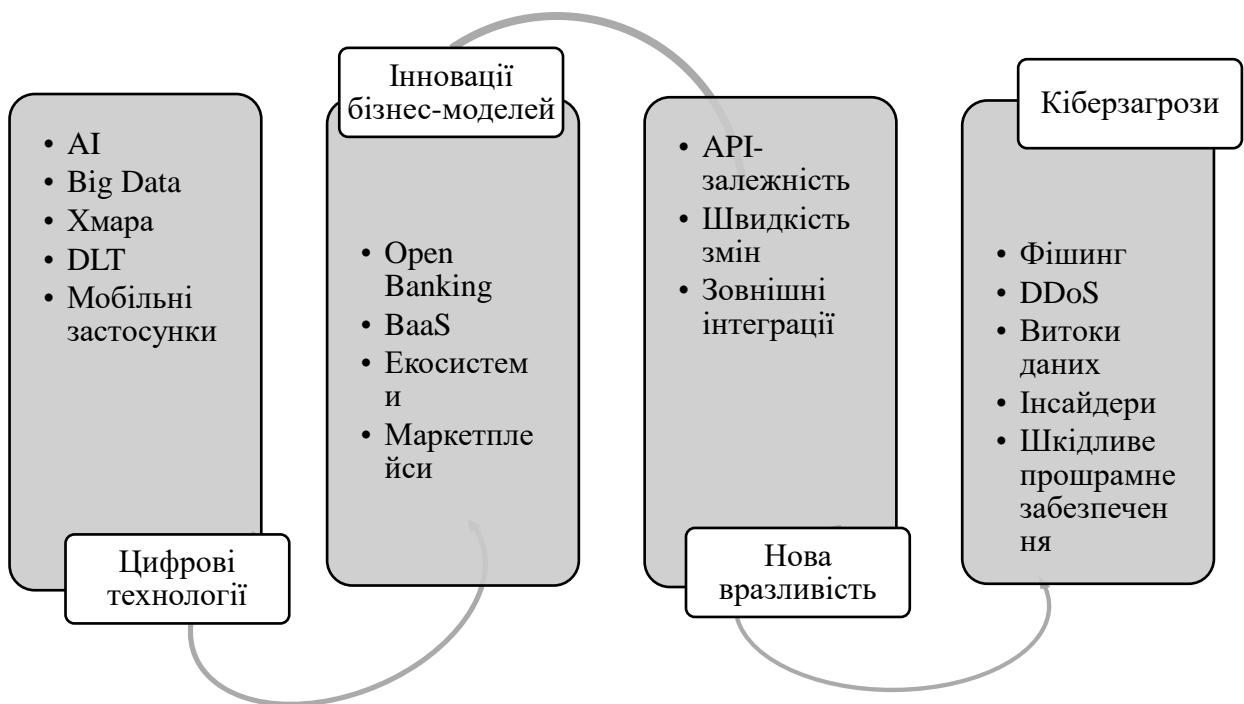 • AI
• Big Data
• Хмара
• DLT
• Мобільні
застосунки
Цифрові
технології
Інновації
бізнес-моделей
• Open
Banking
• BaaS
• Екосистем
и
• Маркетпле
йси
• API-
залежність
• Швидкість
змін
• Зовнішні
інтеграції
Нова
вразливість
Кіберзагрози
• Фішинг
• DDoS
• Витоки
даних
• Інсайдери
• Шкідливе
прошрамне
забезпечен
ня